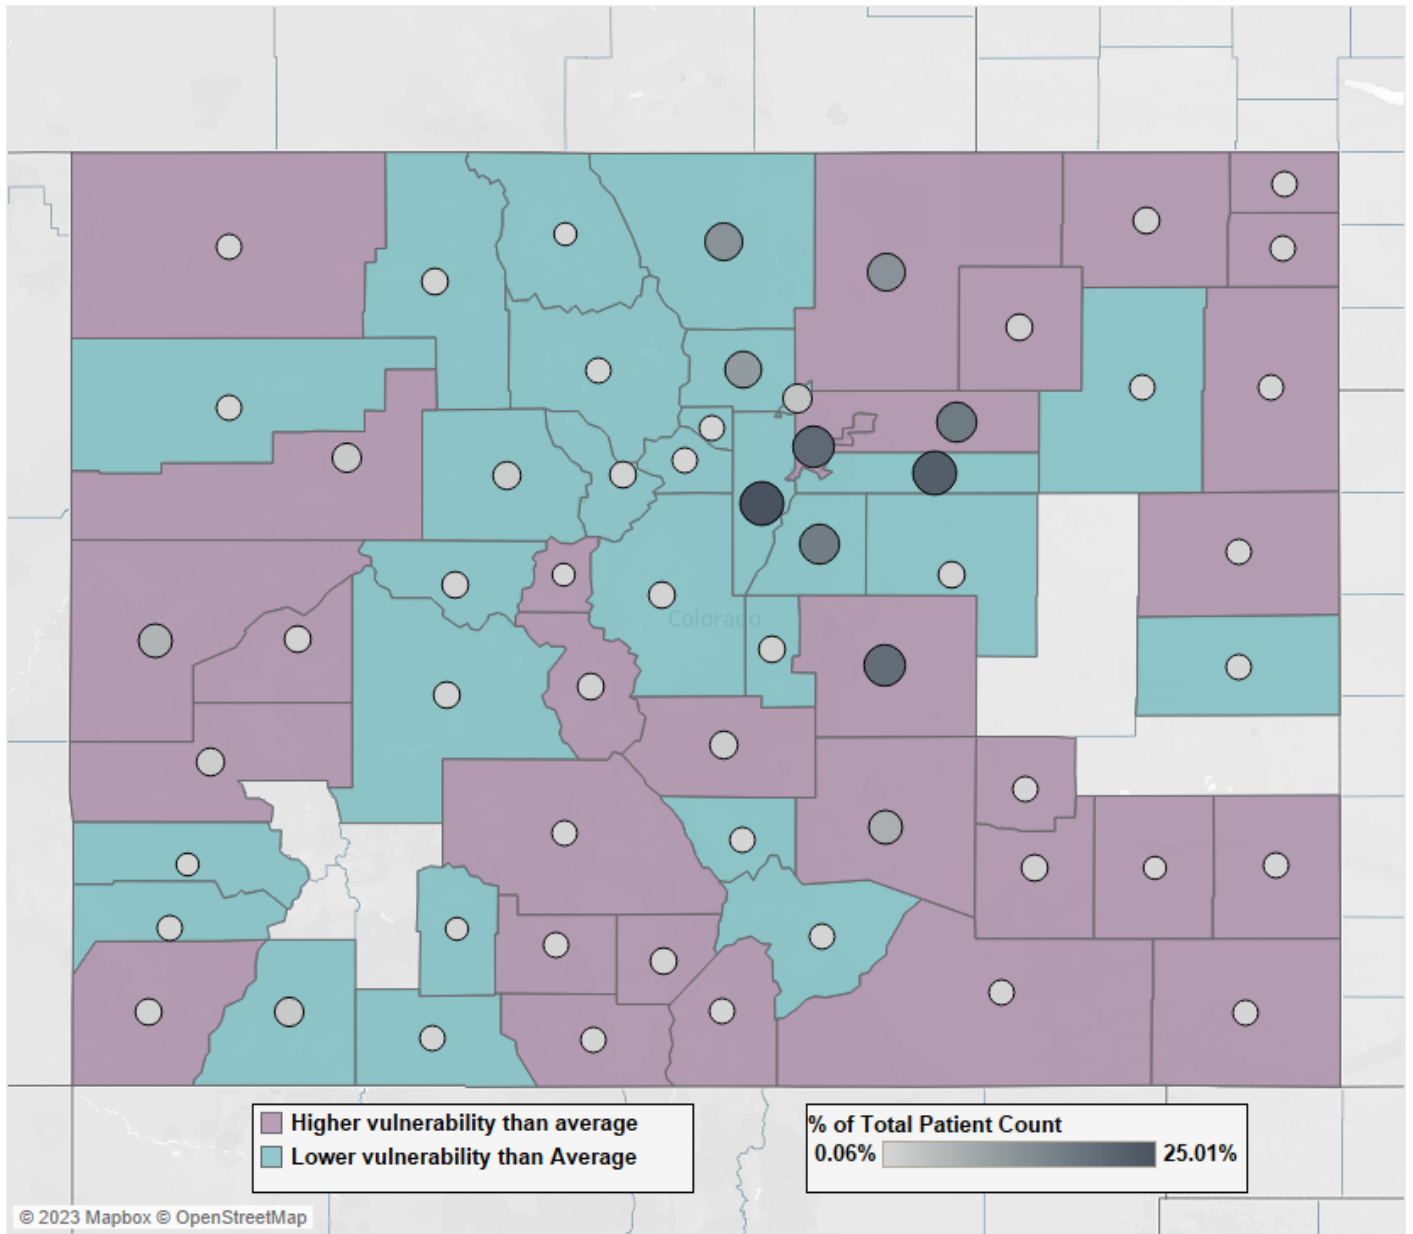 Colorado
Higher vulnerability than average
Lower vulnerability than Average
% of Total Patient Count
0.06% 25.01%
© 2023 Mapbox © OpenStreetMap